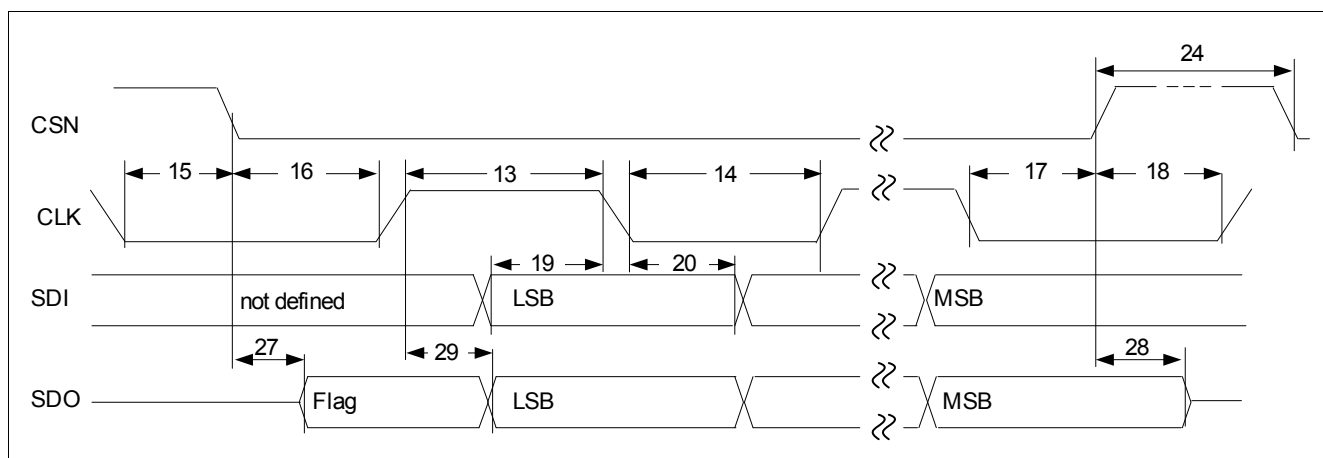 24
CSN
15 16 13 14 17 18
CLK
19 20
SDI not defined LSB MSB
27 29 28
SDO Flag LSB MSB